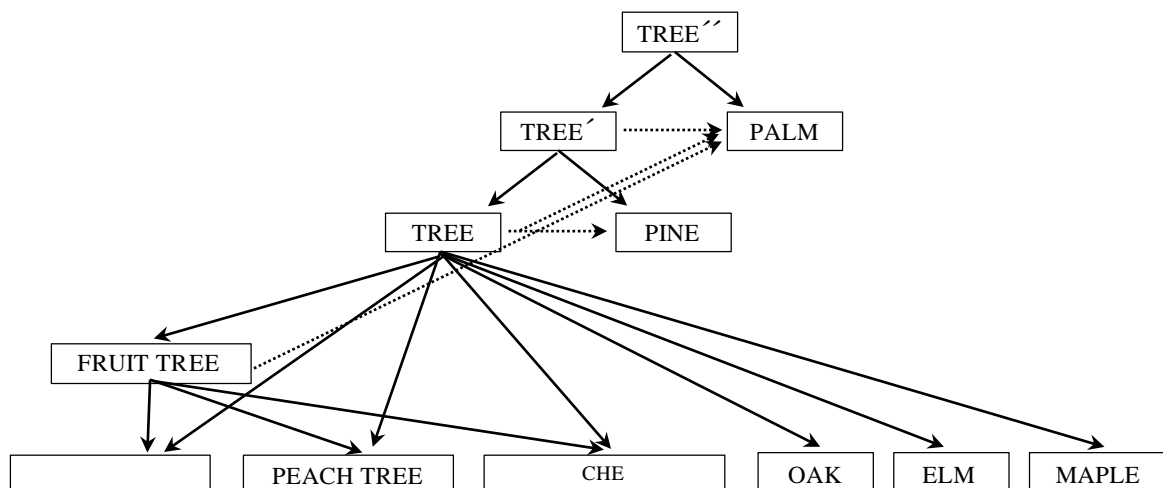 TREE´´
TREE´ PALM
TREE PINE
FRUIT TREE
PEACH TREE CHE OAK ELM MAPLE